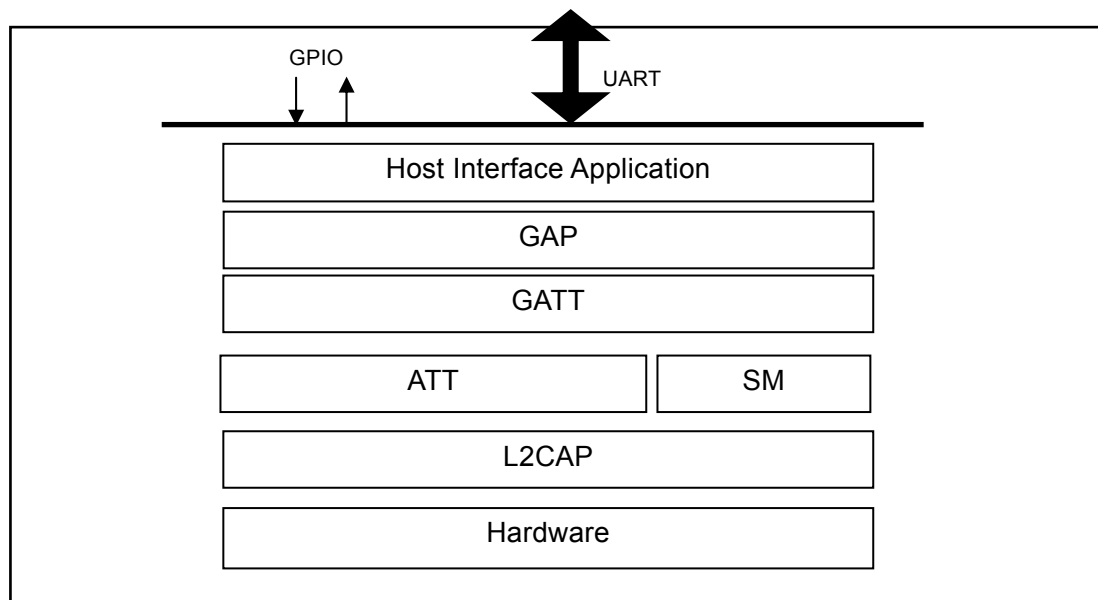 GPIO
UART
Host Interface Application
GAP
GATT
ATT
SM
L2CAP
Hardware